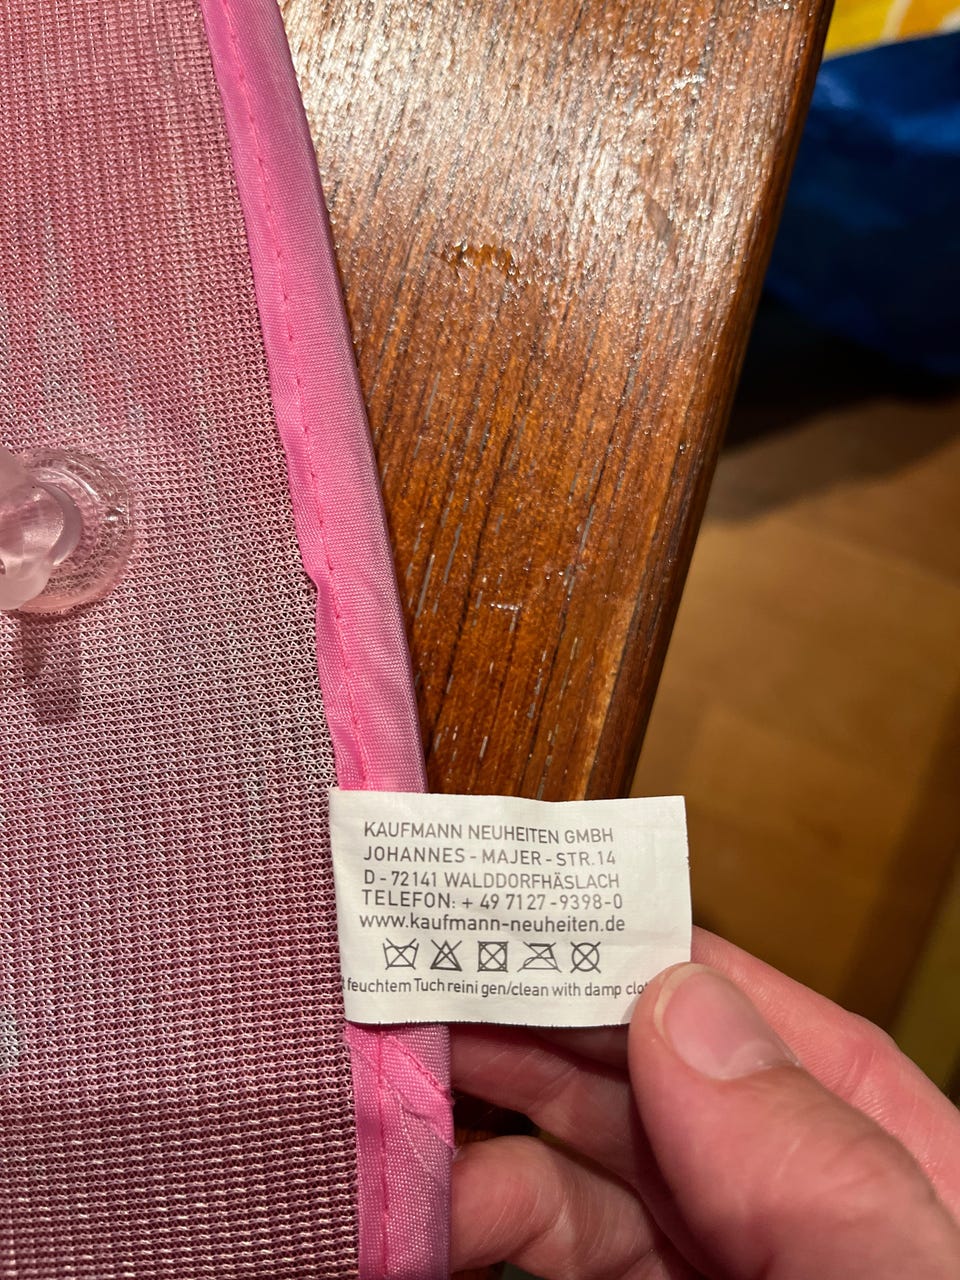 KAUFMANN NEUHEITEN GMBH
JOHANNES - MAJER - STR.14
D - 72141 WALDDORFHÄSLACH
TELEFON: + 49 7127 -9398-0
www.kaufmann-neuheiten.de
feuchtem Tuch reini gen/clean with damp